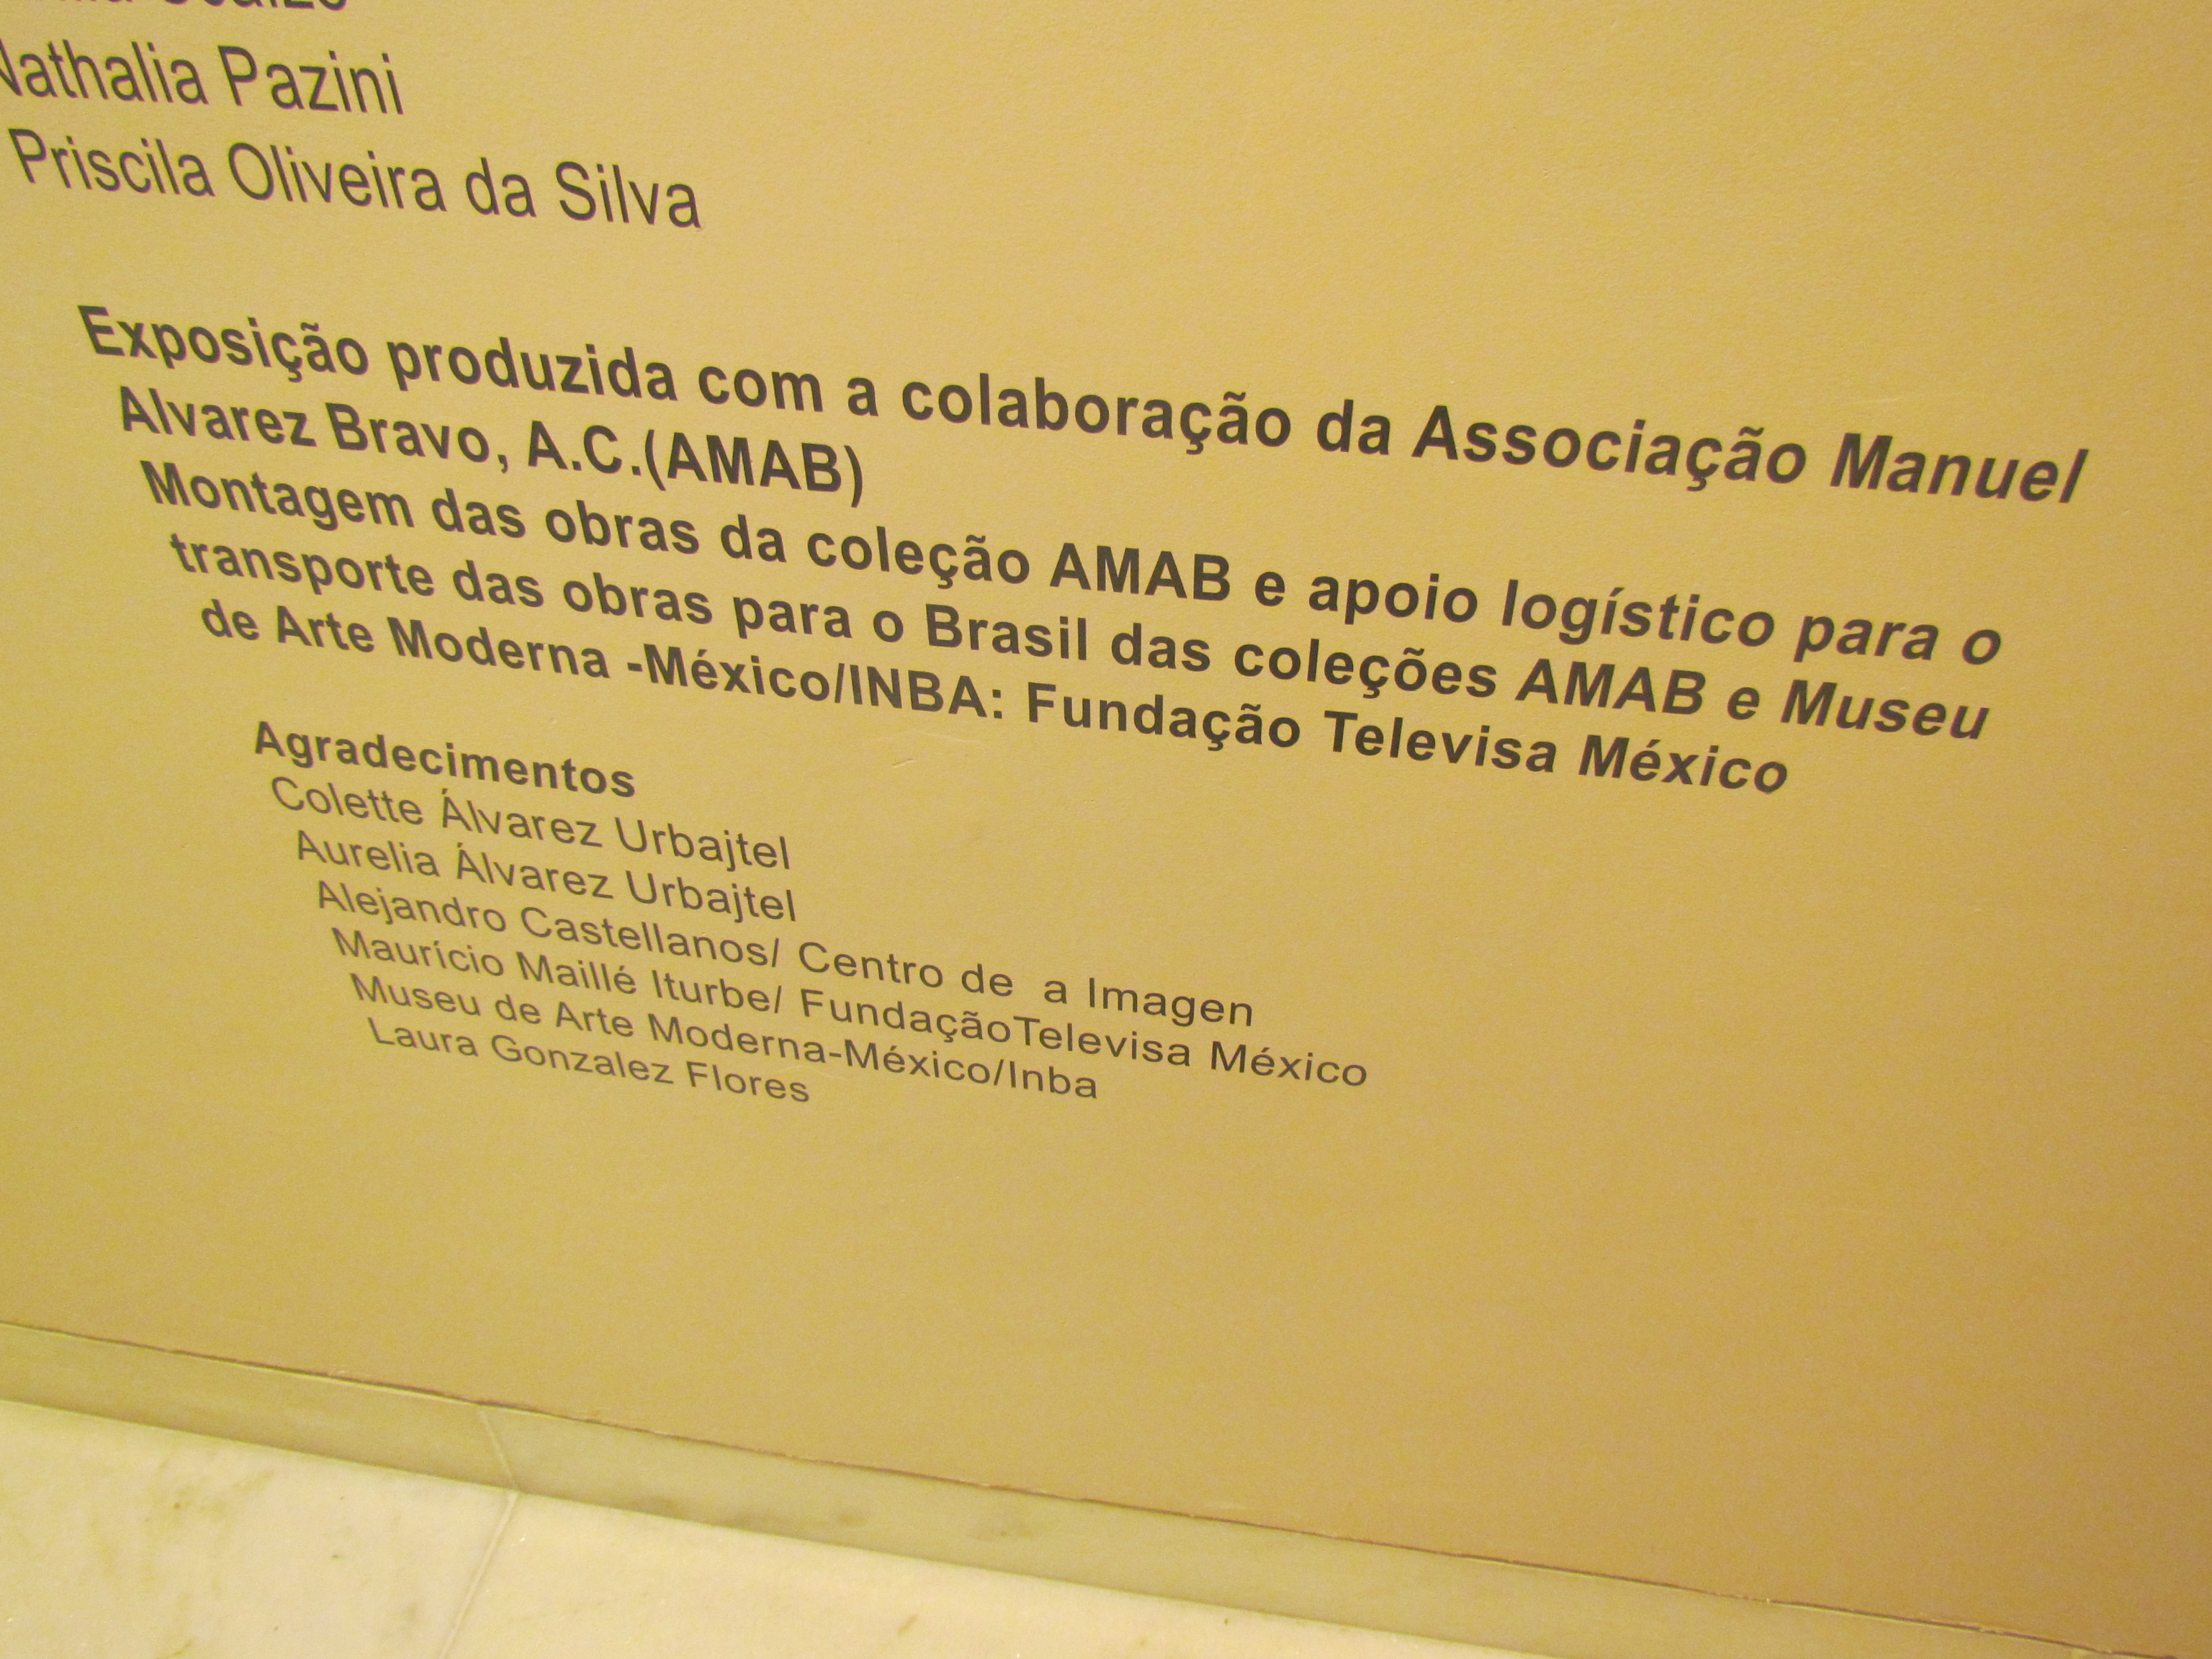 Nathalia Pazini
Priscila Oliveira da Silva
Exposição produzida com a colaboração da Associação Manuel
Alvarez Bravo, A.C.(AMAB)
Montagem das obras da coleção AMAB e apoio logístico para o
transporte das obras para o Brasil das coleções AMAB e Museu
de Arte Moderna -México/INBA: Fundação Televisa México
Agradecimentos
Colette Álvarez Urbajtel
Aurelia Álvarez Urbajtel
Alejandro Castellanos/ Centro de a Imagen
Maurício Maillé Iturbe/ FundaçãoTelevisa México
Museu de Arte Moderna-México/Inba
Laura Gonzalez Flores